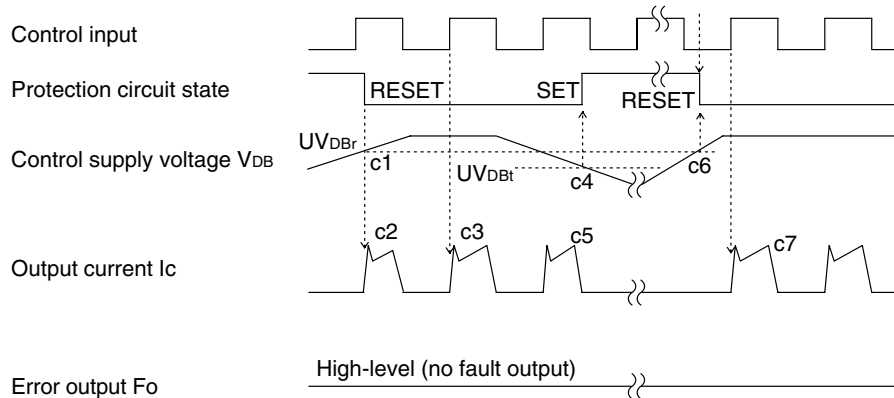 Control input
Protection circuit state
RESET
SET
RESET
UVDBr
Control supply voltage VDB
c1
UVDBt
c4
c6
c2
c3
c5
c7
Output current Ic
High-level (no fault output)
Error output Fo